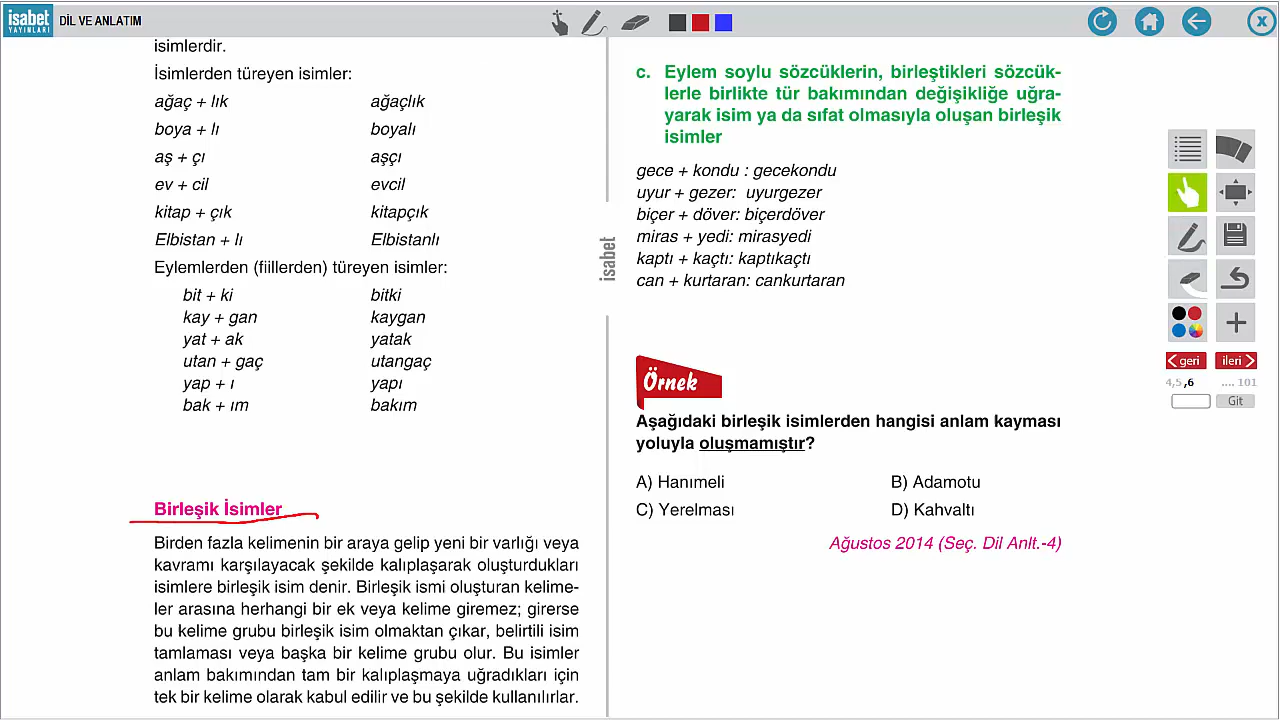 isabet
YAYINLARI
DİL VE ANLATIM
isimlerdir.
İsimlerden türeyen isimler:
ağaç + lık ağaçlık
boya + lı boyalı
aş + çı aşçı
ev + cil evcil
kitap + çık kitapçık
Elbistan + lı Elbistanlı
Eylemlerden (fiillerden) türeyen isimler:
bit + ki bitki
kay + gan kaygan
yat + ak yatak
utan + gaç utangaç
yap + ı yapı
bak + ım bakım
Birleşik İsimler
Birden fazla kelimenin bir araya gelip yeni bir varlığı veya
kavramı karşılayacak şekilde kalıplaşarak oluşturdukları
isimlere birleşik isim denir. Birleşik ismi oluşturan kelime-
ler arasına herhangi bir ek veya kelime giremez; girerse
bu kelime grubu birleşik isim olmaktan çıkar, belirtili isim
tamlaması veya başka bir kelime grubu olur. Bu isimler
anlam bakımından tam bir kalıplaşmaya uğradıkları için
tek bir kelime olarak kabul edilir ve bu şekilde kullanılırlar.
isabet
c. Eylem soylu sözcüklerin, birleştikleri sözcük-
lerle birlikte tür bakımından değişikliğe uğra-
yarak isim ya da sıfat olmasıyla oluşan birleşik
isimler
gece + kondu : gecekondu
uyur + gezer: uyurgezer
biçer + döver: biçerdöver
miras + yedi: mirasyedi
kaptı + kaçtı: kaptıkaçtı
can + kurtaran: cankurtaran
Örnek
Aşağıdaki birleşik isimlerden hangisi anlam kayması
yoluyla oluşmamıştır?
A) Hanımeli B) Adamotu
C) Yerelması D) Kahvaltı
Ağustos 2014 (Seç. Dil Anlt.-4)
geri ileri
4,5,6 .... 101
Git